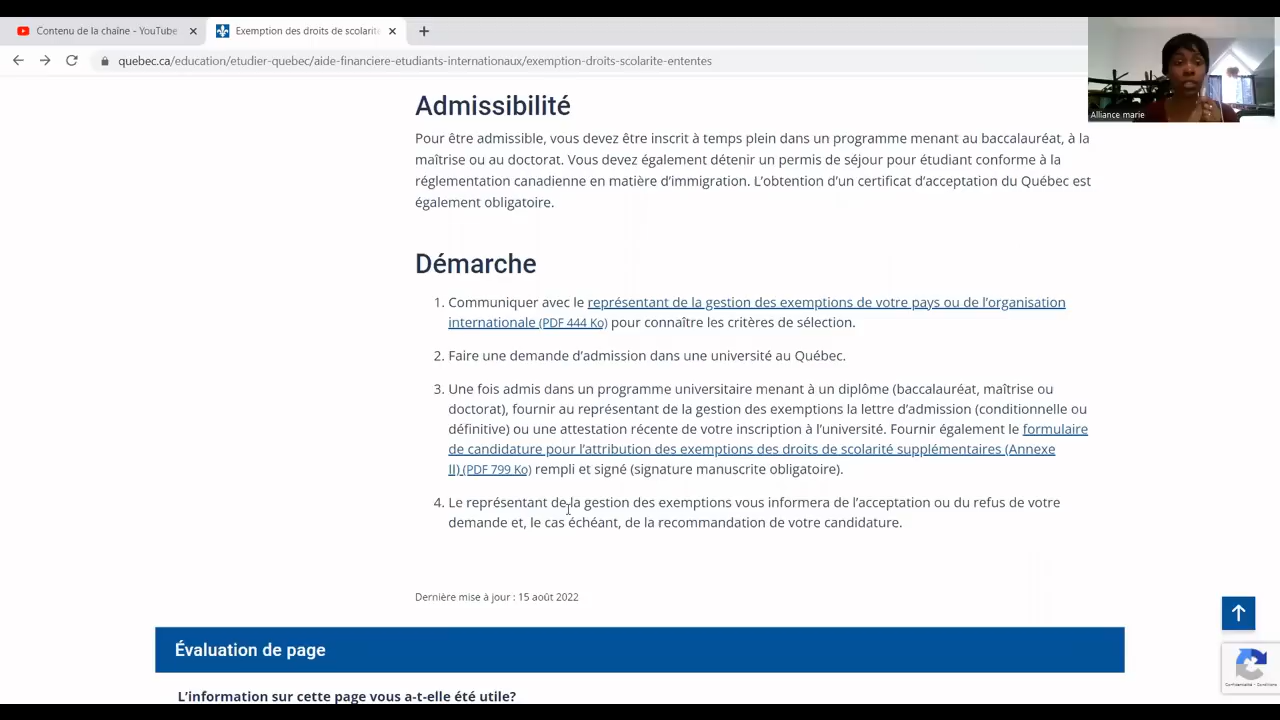 Contenu de la chaîne - YouTube
Exemption des droits de scolarité
quebec.ca/education/etudier-quebec/aide-financiere-etudiants-internationaux/exemption-droits-scolarite-ententes
Alliance marie
Admissibilité
Pour être admissible, vous devez être inscrit à temps plein dans un programme menant au baccalauréat, à la
maîtrise ou au doctorat. Vous devez également détenir un permis de séjour pour étudiant conforme à la
réglementation canadienne en matière d’immigration. L’obtention d’un certificat d’acceptation du Québec est
également obligatoire.
Démarche
1. Communiquer avec le représentant de la gestion des exemptions de votre pays ou de l’organisation
internationale (PDF 444 Ko) pour connaître les critères de sélection.
2. Faire une demande d’admission dans une université au Québec.
3. Une fois admis dans un programme universitaire menant à un diplôme (baccalauréat, maîtrise ou
doctorat), fournir au représentant de la gestion des exemptions la lettre d’admission (conditionnelle ou
définitive) ou une attestation récente de votre inscription à l’université. Fournir également le formulaire
de candidature pour l’attribution des exemptions des droits de scolarité supplémentaires (Annexe
II) (PDF 799 Ko) rempli et signé (signature manuscrite obligatoire).
4. Le représentant de la gestion des exemptions vous informera de l’acceptation ou du refus de votre
demande et, le cas échéant, de la recommandation de votre candidature.
Dernière mise à jour : 15 août 2022
Évaluation de page
Confidentialité - Conditions
L’information sur cette page vous a-t-elle été utile?